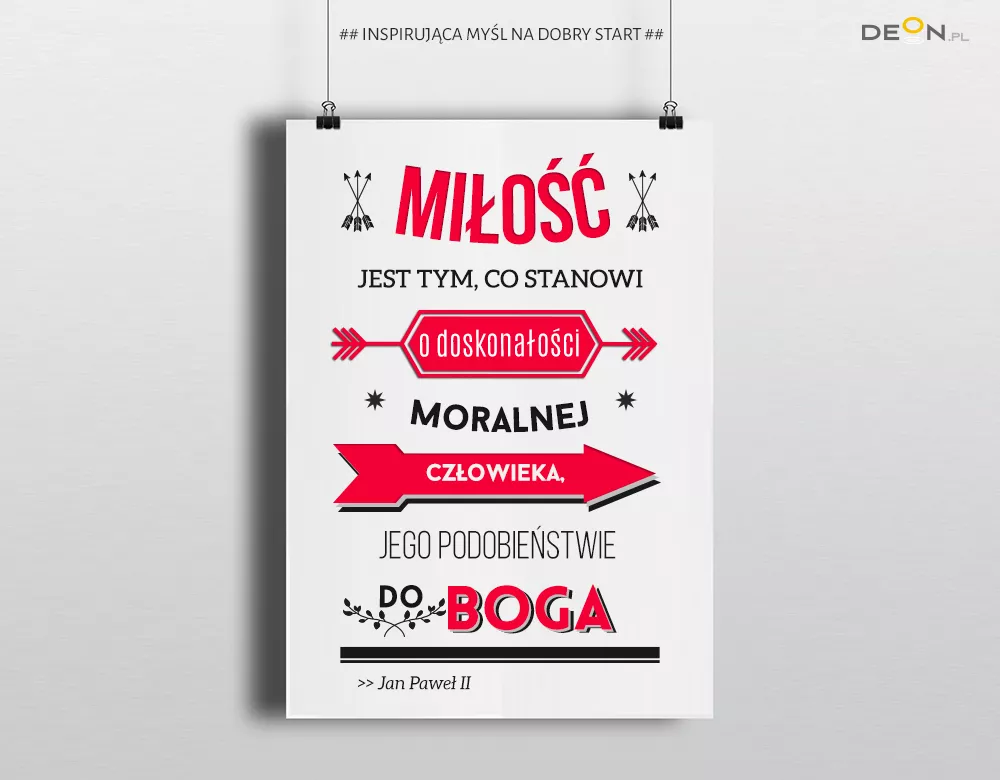 ## INSPIRUJĄCA MYŚL NA DOBRY START ##
DEON.PL
MIŁOŚĆ
JEST TYM, CO STANOWI
o doskonałości
MORALNEJ
CZŁOWIEKA,
JEGO PODOBIEŃSTWIE
DO BOGA
>> Jan Paweł II